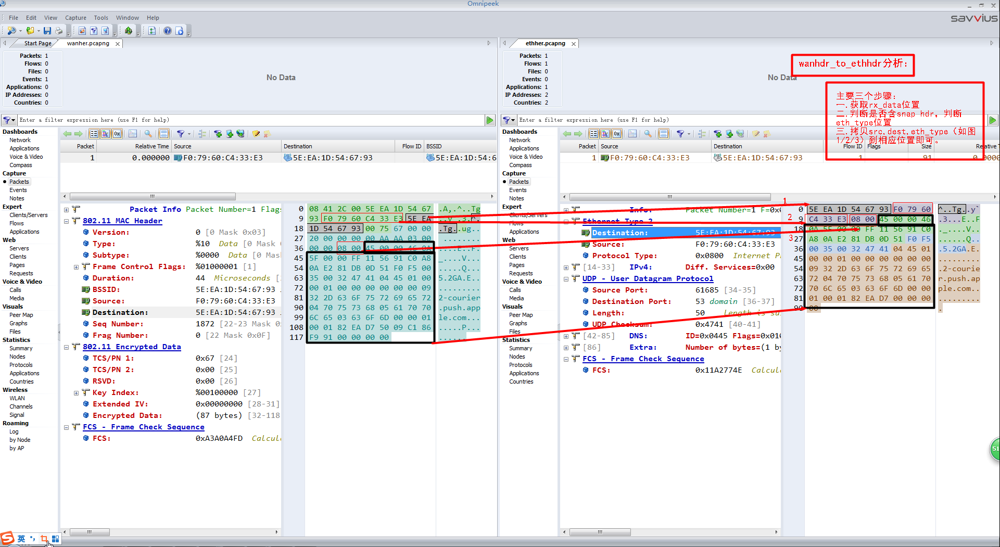 Omnipeek
File Edit View Capture Tools Window Help
savvius
Start Page wanher.pcapng
Packets: 1
Flows: 0
Files: 0
Events: 1
Applications: 0
IP Addresses: 0
Countries: 0
No Data
Enter a filter expression here (use F1 for help)
Dashboards
Network
Applications
Voice & Video
Compass
Capture
Packets
Events
Notes
Expert
Clients/Servers
Flows
Applications
Web
Servers
Clients
Pages
Requests
Voice & Video
Calls
Media
Visuals
Peer Map
Graphs
Files
Statistics
Summary
Nodes
Protocols
Applications
Countries
Wireless
WLAN
Channels
Signal
Roaming
Log
by Node
by AP
Packet Relative Time Source Destination Flow ID BSSID
1 0.000000 F0:79:60:C4:33:E3 5E:EA:1D:54:67:93 5E:EA:1D:54:6
Packet Info Packet Number=1 Flag
802.11 MAC Header
Version: 0 [0 Mask 0x03]
Type: %10 Data [0 Mask
Subtype: %0000 Data [0 Mas
Frame Control Flags: %01000001 [1]
Duration: 44 Microseconds [
BSSID: 5E:EA:1D:54:67:93
Source: F0:79:60:C4:33:E3
Destination: 5E:EA:1D:54:67:93
Seq Number: 1872 [22-23 Mask 0
Frag Number: 0 [22 Mask 0x0F]
802.11 Encrypted Data
TCS/PN 1: 0x67 [24]
TCS/PN 2: 0x00 [25]
RSVD: 0x00 [26]
Key Index: %00100000 [27]
Extended IV: 0x00000000 [28-31]
Encrypted Data: (87 bytes) [32-118
FCS - Frame Check Sequence
FCS: 0xA3A0A4FD Calcul
0 08 41 2C 00 5E EA 1D 54 67 .A,.^..Tg
9 93 F0 79 60 C4 33 E3 5E EA
18 1D 54 67 93 00 75 67 00 00 .Tg..ug..
27 20 00 00 00 00 AA AA 03 00
36 00 00 08 00 45 00 00 46 0A ....E..F.
45 5F 00 00 FF 11 56 91 C0 A8 _....V...
54 0A E2 81 DB 0D 51 F0 F5 00 .....Q...
63 35 00 32 47 41 04 45 01 00 5.2GA.E..
72 00 01 00 00 00 00 00 00 09 .........
81 32 2D 63 6F 75 72 69 65 72 2-courier
90 04 70 75 73 68 05 61 70 70 .push.app
99 6C 65 03 63 6F 6D 00 00 01 le.com...
108 00 01 82 EA D7 50 09 C1 86 .....P...
117 F9 91 00 00 00 00 ......
ethher.pcapng
Packets: 1
Flows: 1
Files: 0
Events: 0
Applications: 1
IP Addresses: 2
Countries: 2
No Data
wanhdr_to_ethhdr分析：
主要三个步骤：
一.获取rx_data位置
二.判断是否含snap hdr，判断
eth_type位置
三.拷贝src,dest,eth_type（如图
1/2/3）到相应位置即可。
Enter a filter expression here (use F1 for help)
Dashboards
Network
Applications
Voice & Video
Compass
Capture
Packets
Events
Notes
Expert
Clients/Servers
Flows
Applications
Web
Servers
Clients
Pages
Requests
Voice & Video
Calls
Media
Visuals
Peer Map
Graphs
Files
Statistics
Summary
Nodes
Protocols
Applications
Countries
Packet Source Destination Flow ID Flags Size Relative T
1 F0:79:60:C4:33:E3 5E:EA:1D:54:67:93 1 91 0.0000
Info: Packet Number=1 F=0x0
Ethernet Type 2
Destination: 5E:EA:1D:54:67:93
Source: F0:79:60:C4:33:E3
Protocol Type: 0x0800 Internet P
[14-33] IPv4: Diff. Services=0x00
UDP - User Datagram Protocol
Source Port: 61685 [34-35]
Destination Port: 53 domain [36-37]
Length: 50 Length is su
UDP Checksum: 0x4741 [40-41]
[42-85] DNS: ID=0x0445 Flags=0x01
[86] Extra: Number of bytes=(1 by
FCS - Frame Check Sequence
FCS: 0x11A2774E Calcul
1
2
3
0 5E EA 1D 54 67 93 F0 79 60 ^..Tg..y`
9 C4 33 E3 08 00 45 00 00 46 .3...E..F
18 0A 5F 00 00 FF 11 56 91 C0 ._....V..
27 A8 0A E2 81 DB 0D 51 F0 F5 ......Q..
36 00 35 00 32 47 41 04 45 01 .5.2GA.E.
45 00 00 01 00 00 00 00 00 00 .........
54 09 32 2D 63 6F 75 72 69 65 .2-courie
63 72 04 70 75 73 68 05 61 70 r.push.ap
72 70 6C 65 03 63 6F 6D 00 00 ple.com..
81 01 00 01 82 EA D7 00 00 00 .........
90 00 .
英
51